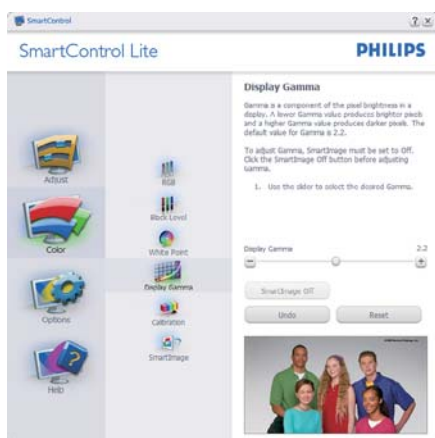 SmartControl
SmartControl Lite
PHILIPS
Adjust
Color
Options
Help
RGB
Black Level
White Point
Display Gamma
Calibration
SmartImage
Display Gamma
Gamma is a component of the pixel brightness in a
display. A lower Gamma value produces brighter pixels
and a higher Gamma value produces darker pixels. The
default value for Gamma is 2.2.
To adjust Gamma, SmartImage must be set to Off.
Click the SmartImage Off button before adjusting
Gamma.
1. Use the slider to select the desired Gamma.
Display Gamma 2.2
SmartImage Off
Undo Reset